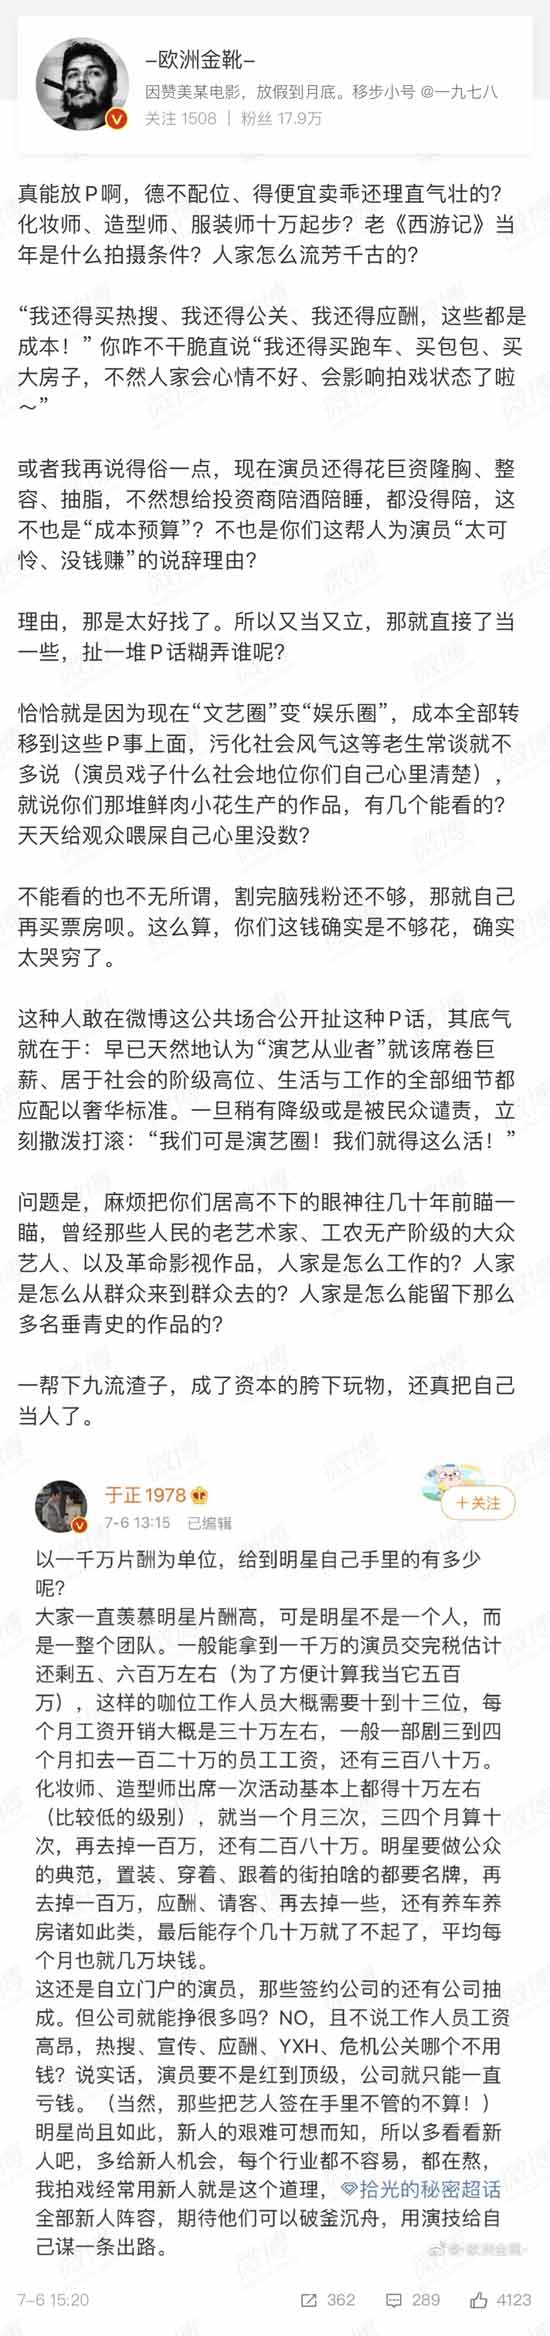 -欧洲金靴-
因赞美某电影，放假到月底。移步小号 @一九七八
关注 1508 | 粉丝 17.9万
真能放P啊，德不配位、得便宜卖乖还理直气壮的？
化妆师、造型师、服装师十万起步？老《西游记》当
年是什么拍摄条件？人家怎么流芳千古的？
“我还得买热搜、我还得公关、我还得应酬，这些都是
成本！” 你咋不干脆直说“我还得买跑车、买包包、买
大房子，不然人家会心情不好、会影响拍戏状态了啦
～”
或者我再说得俗一点，现在演员还得花巨资隆胸、整
容、抽脂，不然想给投资商陪酒陪睡，都没得陪，这
不也是“成本预算”？不也是你们这帮人为演员“太可
怜、没钱赚”的说辞理由？
理由，那是太好找了。所以又当又立，那就直接了当
一些，扯一堆P话糊弄谁呢？
恰恰就是因为现在“文艺圈”变“娱乐圈”，成本全部转
移到这些P事上面，污化社会风气这等老生常谈就不
多说（演员戏子什么社会地位你们自己心里清楚），
就说你们那堆鲜肉小花生产的作品，有几个能看的？
天天给观众喂屎自己心里没数？
不能看的也不无所谓，割完脑残粉还不够，那就自己
再买票房呗。这么算，你们这钱确实是不够花，确实
太哭穷了。
这种人敢在微博这公共场合公开扯这种P话，其底气
就在于：早已天然地认为“演艺从业者”就该席卷巨
薪、居于社会的阶级高位、生活与工作的全部细节都
应配以奢华标准。一旦稍有降级或是被民众谴责，立
刻撒泼打滚：“我们可是演艺圈！我们就得这么活！”
问题是，麻烦把你们居高不下的眼神往几十年前瞄一
瞄，曾经那些人民的老艺术家、工农无产阶级的大众
艺人、以及革命影视作品，人家是怎么工作的？人家
是怎么从群众来到群众去的？人家是怎么能留下那么
多名垂青史的作品的？
一帮下九流渣子，成了资本的胯下玩物，还真把自己
当人了。
于正1978
7-6 13:15 已编辑
＋关注
以一千万片酬为单位，给到明星自己手里的有多少
呢？
大家一直羡慕明星片酬高，可是明星不是一个人，而
是一整个团队。一般能拿到一千万的演员交完税估计
还剩五、六百万左右（为了方便计算我当它五百
万），这样的咖位工作人员大概需要十到十三位，每
个月工资开销大概是三十万左右，一般一部剧三到四
个月扣去一百二十万的员工工资，还有三百八十万。
化妆师、造型师出席一次活动基本上都得十万左右
（比较低的级别），就当一个月三次，三四个月算十
次，再去掉一百万，还有二百八十万。明星要做公众
的典范，置装、穿着、跟着的街拍啥的都要名牌，再
去掉一百万，应酬、请客、再去掉一些，还有养车养
房诸如此类，最后能存个几十万就了不起了，平均每
个月也就几万块钱。
这还是自立门户的演员，那些签约公司的还有公司抽
成。但公司就能挣很多吗？NO，且不说工作人员工资
高昂，热搜、宣传、应酬、YXH、危机公关哪个不用
钱？说实话，演员要不是红到顶级，公司就只能一直
亏钱。（当然，那些把艺人签在手里不管的不算！）
明星尚且如此，新人的艰难可想而知，所以多看看新
人吧，多给新人机会，每个行业都不容易，都在熬，
我拍戏经常用新人就是这个道理，拾光的秘密超话
全部新人阵容，期待他们可以破釜沉舟，用演技给自
己谋一条出路。
7-6 15:20 362 289 4123